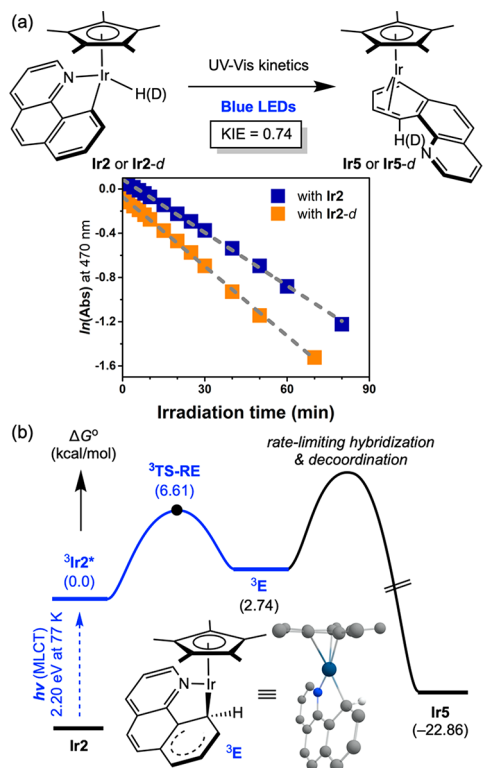 (a)
UV-Vis kinetics
Blue LEDs
KIE = 0.74
N
Ir
H(D)
Ir2 or Ir2-d
Ir
H(D)
N
Ir5 or Ir5-d
ln(Abs) at 470 nm
0.0
-0.4
-0.8
-1.2
-1.6
with Ir2
with Ir2-d
0
30
60
90
Irradiation time (min)
(b)
ΔGº
(kcal/mol)
rate-limiting hybridization
& decoordination
³TS-RE
(6.61)
³Ir2*
(0.0)
³E
(2.74)
hν (MLCT)
2.20 eV at 77 K
Ir2
N
Ir
H
³E
≡
Ir5
(–22.86)